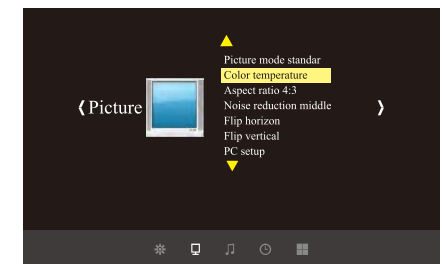 Picture
Picture mode standar
Color temperature
Aspect ratio 4:3
Noise reduction middle
Flip horizon
Flip vertical
PC setup